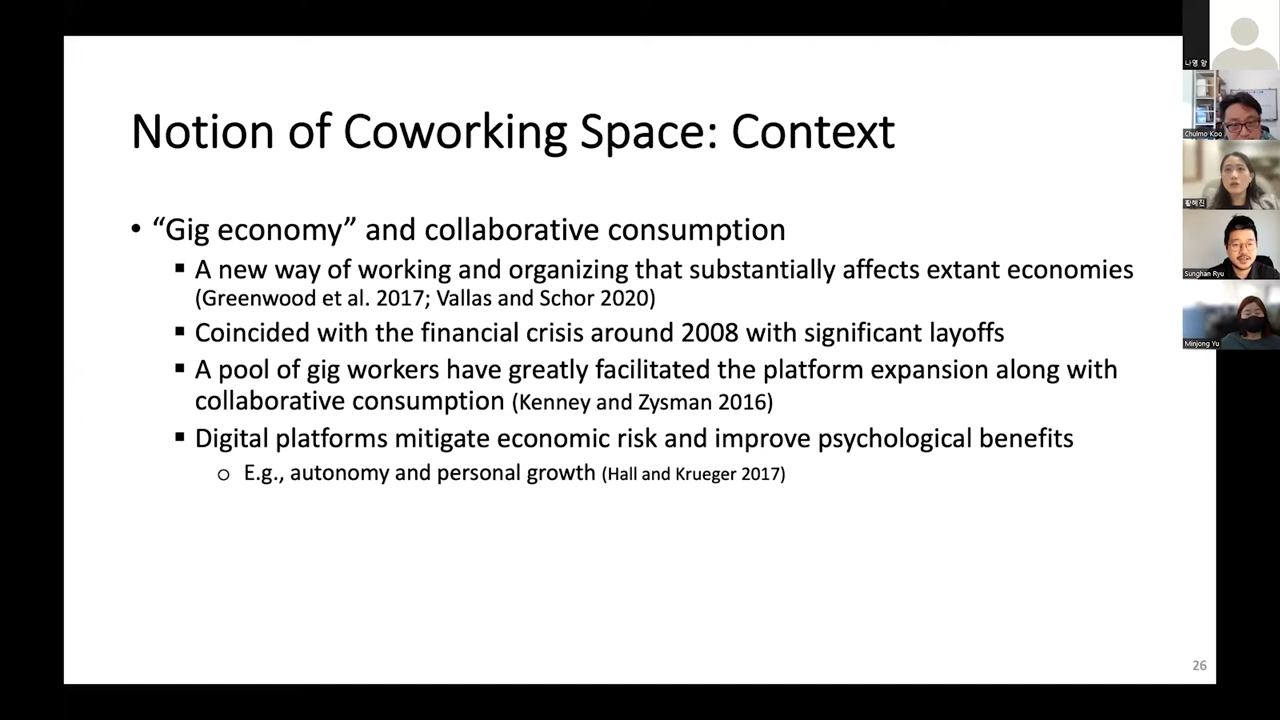 Notion of Coworking Space: Context
• “Gig economy” and collaborative consumption
▪ A new way of working and organizing that substantially affects extant economies
(Greenwood et al. 2017; Vallas and Schor 2020)
▪ Coincided with the financial crisis around 2008 with significant layoffs
▪ A pool of gig workers have greatly facilitated the platform expansion along with
collaborative consumption (Kenney and Zysman 2016)
▪ Digital platforms mitigate economic risk and improve psychological benefits
o E.g., autonomy and personal growth (Hall and Krueger 2017)
26
나영 양
Chulmo Koo
황혜진
Sunghan Ryu
Minjong Yu